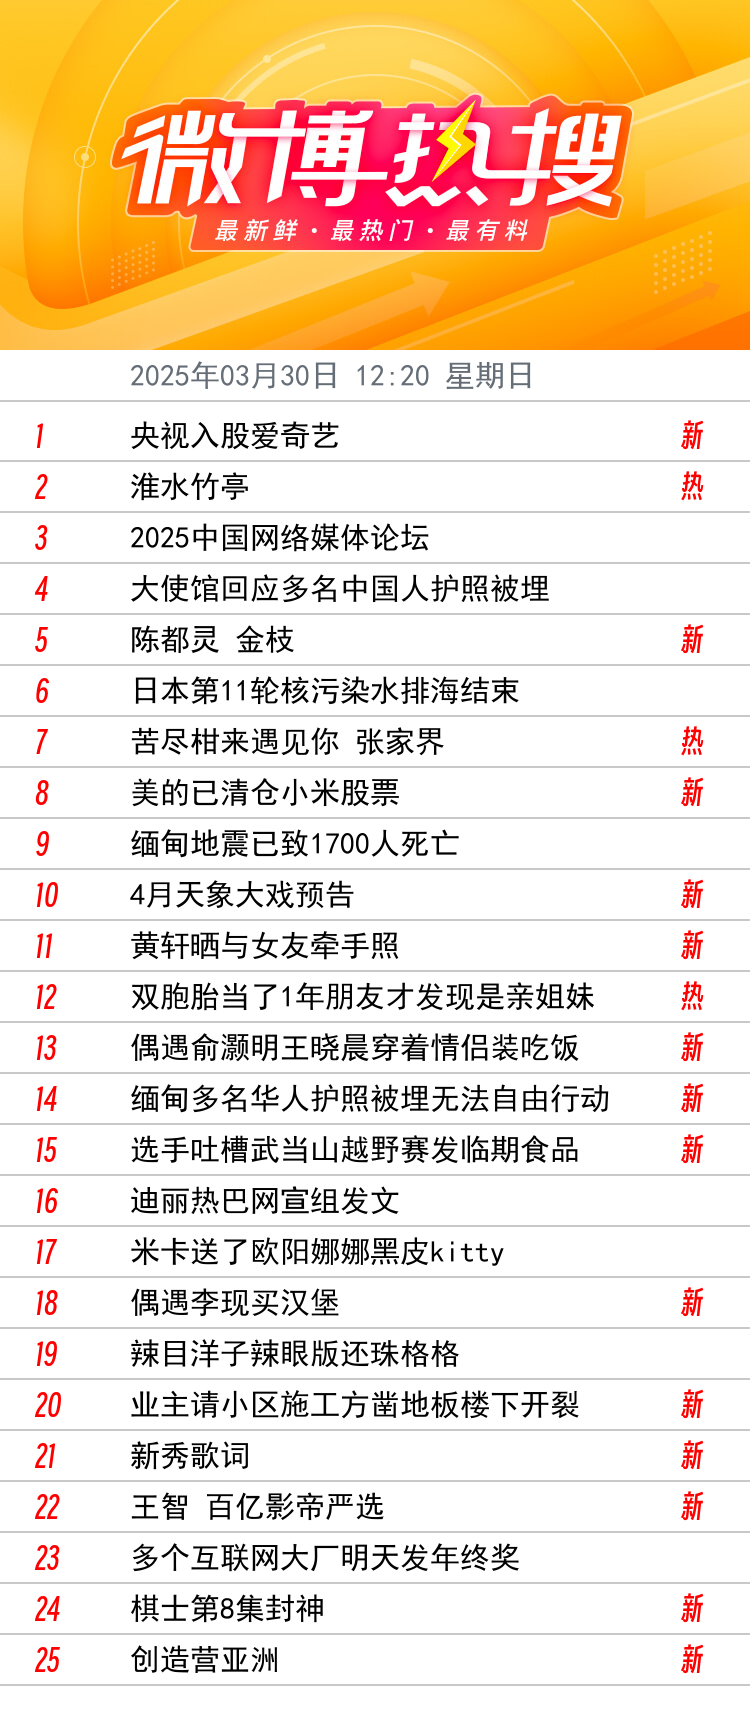 微博热搜
最新鲜·最热门·最有料
2025年03月30日 12:20 星期日
1 央视入股爱奇艺 新
2 淮水竹亭 热
3 2025中国网络媒体论坛
4 大使馆回应多名中国人护照被埋
5 陈都灵 金枝 新
6 日本第11轮核污染水排海结束
7 苦尽柑来遇见你 张家界 热
8 美的已清仓小米股票 新
9 缅甸地震已致1700人死亡
10 4月天象大戏预告 新
11 黄轩晒与女友牵手照 新
12 双胞胎当了1年朋友才发现是亲姐妹 热
13 偶遇俞灏明王晓晨穿着情侣装吃饭 新
14 缅甸多名华人护照被埋无法自由行动 新
15 选手吐槽武当山越野赛发临期食品 新
16 迪丽热巴网宣组发文
17 米卡送了欧阳娜娜黑皮kitty
18 偶遇李现买汉堡 新
19 辣目洋子辣眼版还珠格格
20 业主请小区施工方凿地板楼下开裂 新
21 新秀歌词 新
22 王智 百亿影帝严选 新
23 多个互联网大厂明天发年终奖
24 棋士第8集封神 新
25 创造营亚洲 新